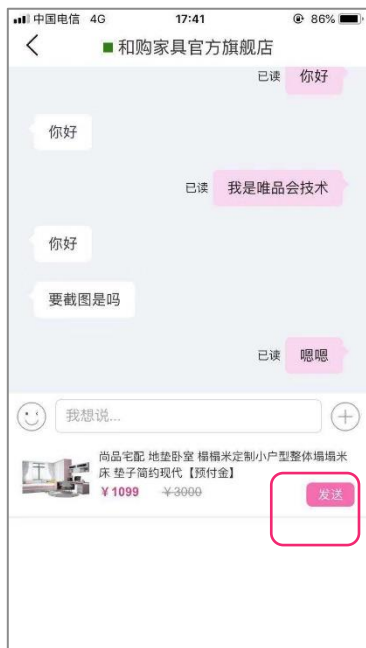 中国电信 4G 17:41 86%
和购家具官方旗舰店
已读 你好
你好
已读 我是唯品会技术
你好
要截图是吗
已读 嗯嗯
我想说...
尚品宅配 地垫卧室 榻榻米定制小户型整体塌塌米
床 垫子简约现代【预付金】
¥1099 ¥3000
发送